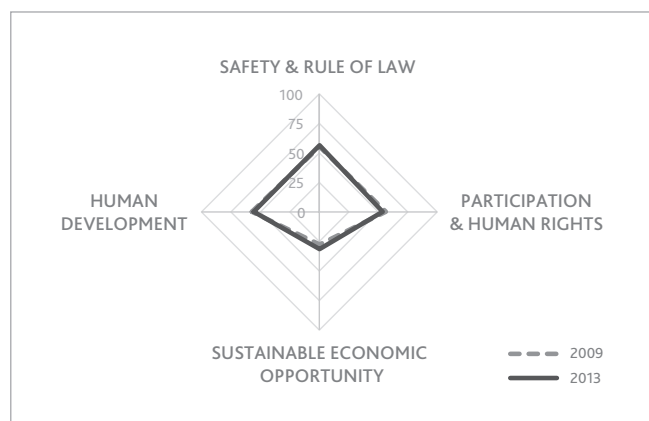 SAFETY & RULE OF LAW
100
75
50
25
0
HUMAN
DEVELOPMENT
PARTICIPATION
& HUMAN RIGHTS
SUSTAINABLE ECONOMIC
OPPORTUNITY
2009
2013